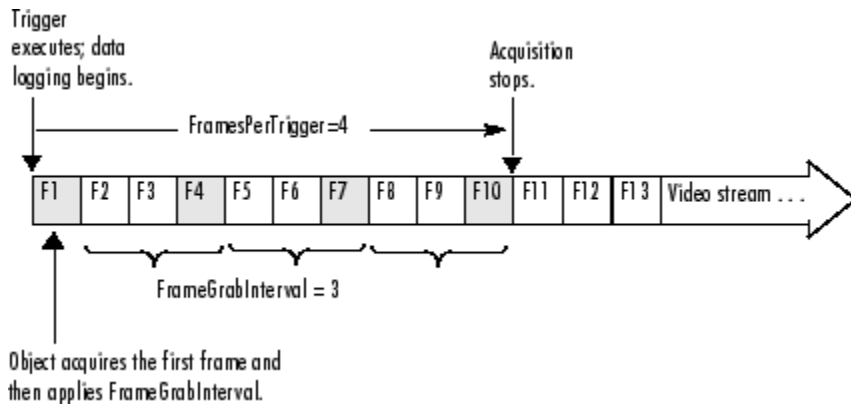 Trigger
executes; data
logging begins.
Acquisition
stops.
FramesPerTrigger=4
F1 F2 F3 F4 F5 F6 F7 F8 F9 F10 F11 F12 F13 Video stream . . .
FrameGrabInterval = 3
Object acquires the first frame and
then applies FrameGrabInterval.